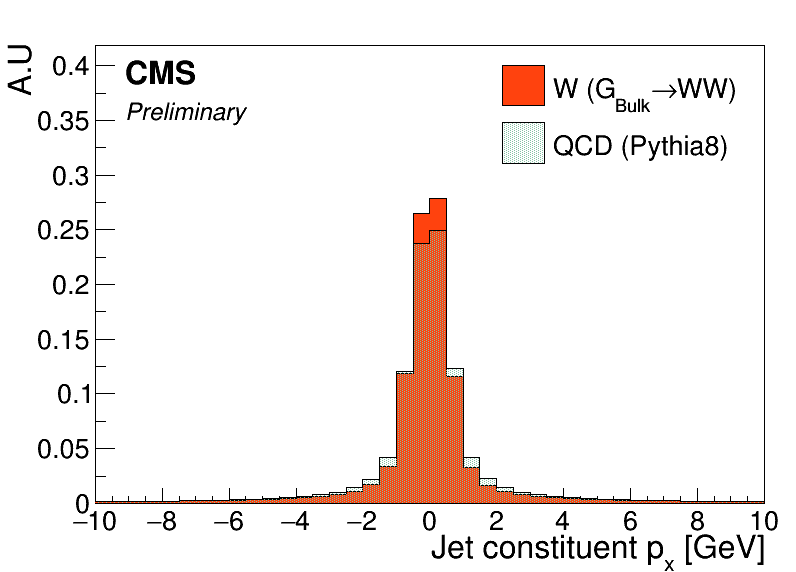 A.U
CMS
Preliminary
W (G_Bulk→WW)
QCD (Pythia8)
0.4
0.35
0.3
0.25
0.2
0.15
0.1
0.05
0
−10 −8 −6 −4 −2 0 2 4 6 8 10
Jet constituent p_x [GeV]